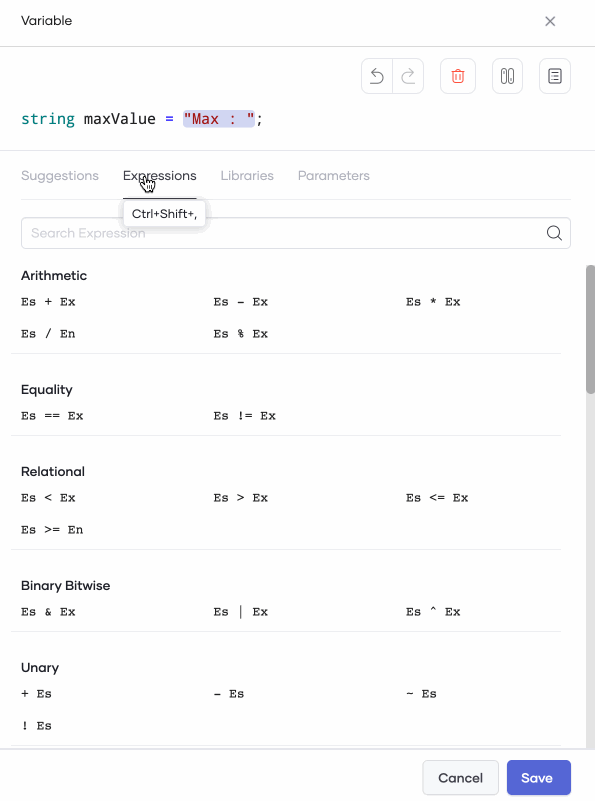 Variable
string maxValue = "Max : ";
Suggestions Expressions Libraries Parameters
Ctrl+Shift+,
Search Expression
Arithmetic
Es + Ex Es - Ex Es * Ex
Es / En Es % Ex
Equality
Es == Ex Es != Ex
Relational
Es < Ex Es > Ex Es <= Ex
Es >= En
Binary Bitwise
Es & Ex Es | Ex Es ^ Ex
Unary
+ Es - Es ~ Es
! Es
Cancel Save